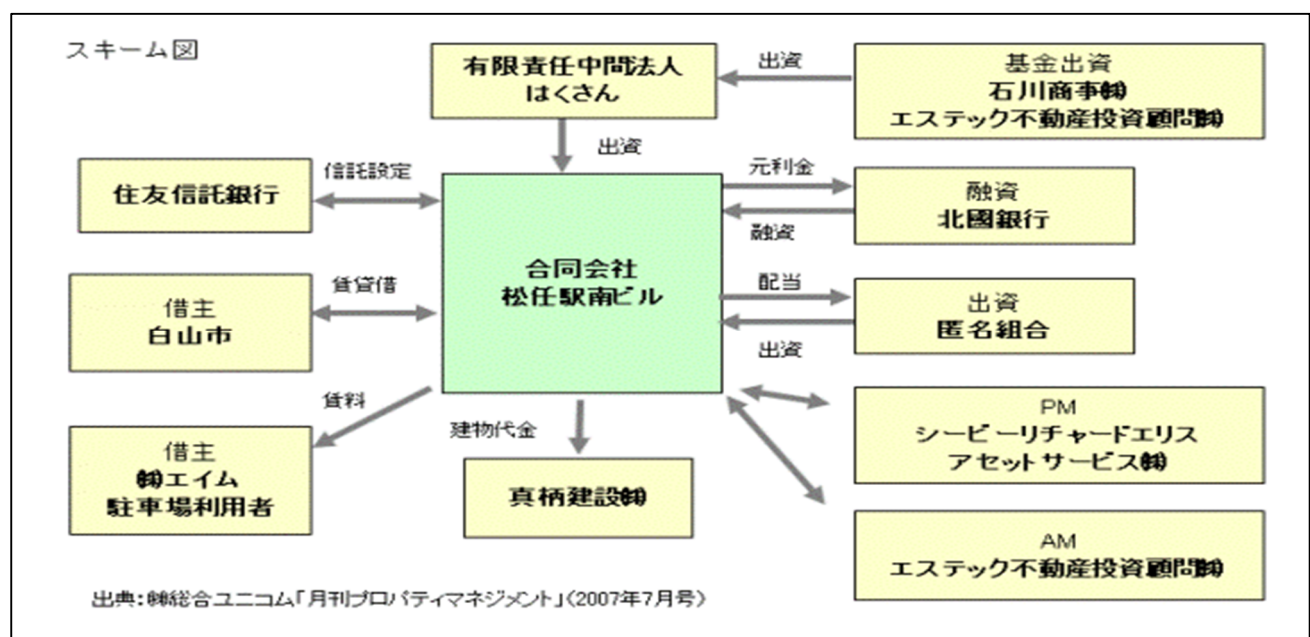 スキーム図
有限責任中間法人
はくさん
出資
基金出資
石川商事㈱
エステック不動産投資顧問㈱
出資
住友信託銀行
信託設定
元利金
融資
北國銀行
融資
合同会社
松任駅南ビル
借主
白山市
賃貸借
配当
出資
匿名組合
出資
賃料
借主
㈱エイム
駐車場利用者
建物代金
真柄建設㈱
PM
シービーリチャードエリス
アセットサービス㈱
AM
エステック不動産投資顧問㈱
出典:㈱総合ユニコム「月刊プロパティマネジメント」(2007年7月号)